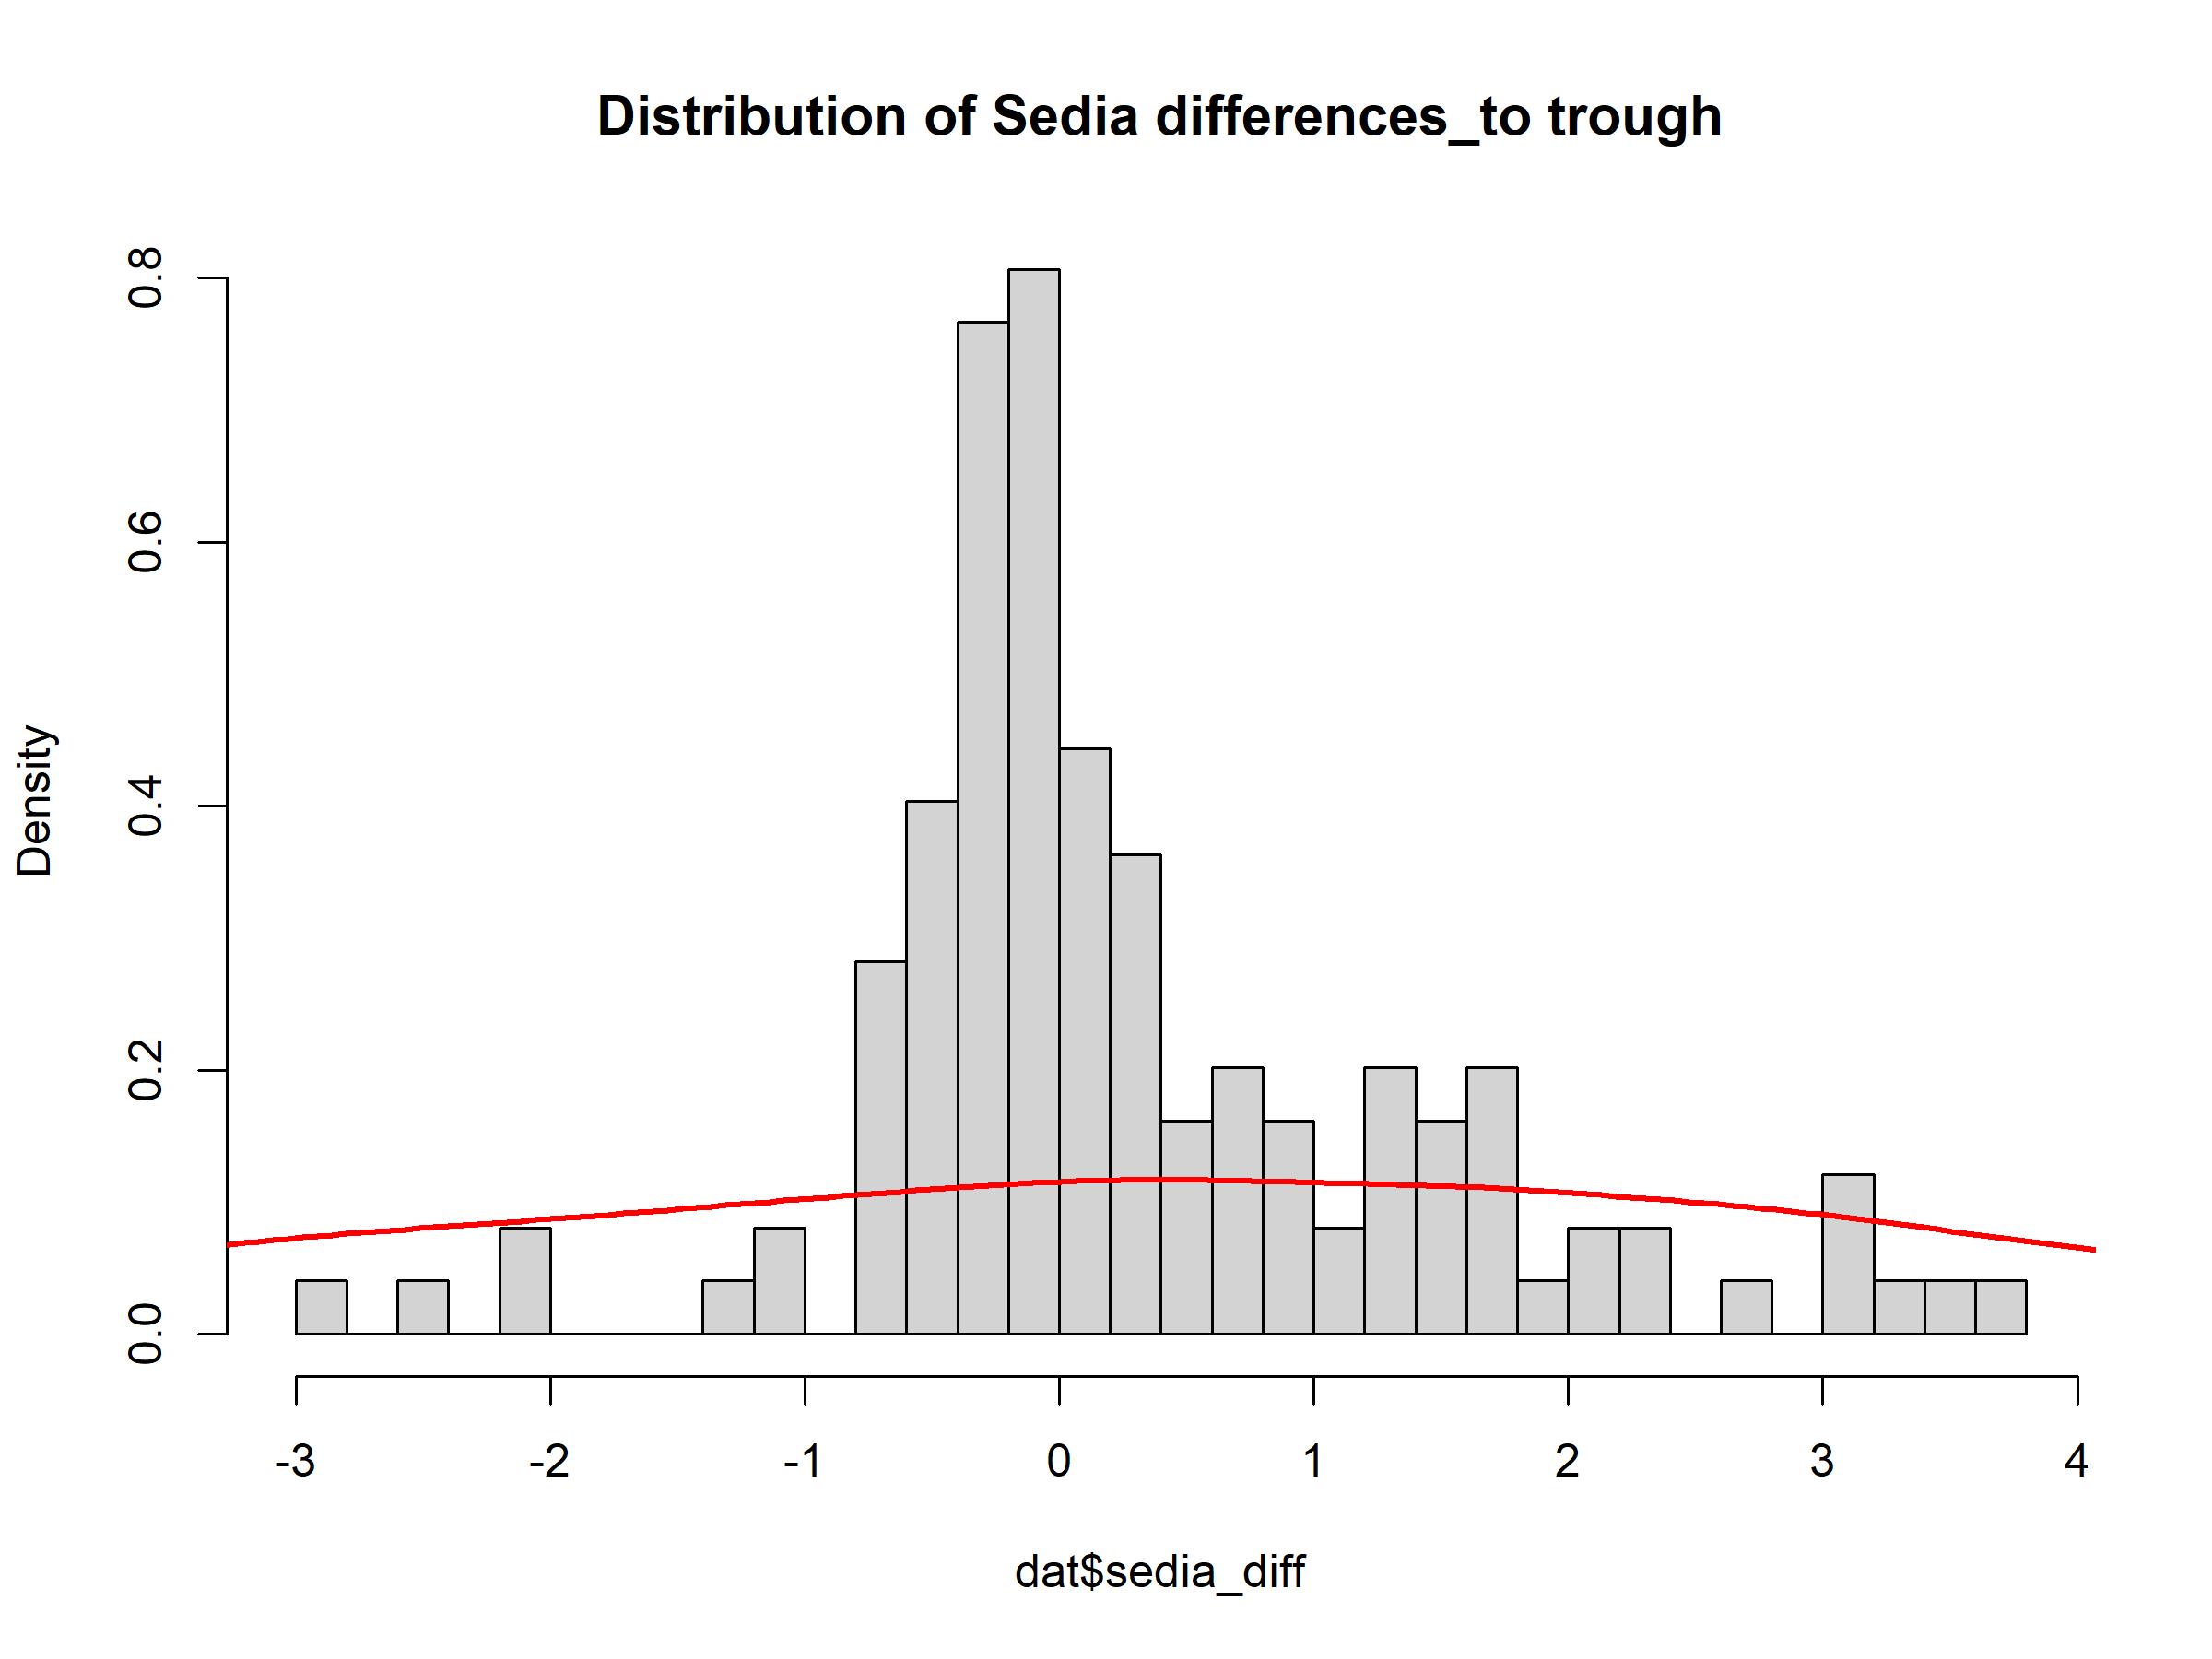 Distribution of Sedia differences_to trough
Density
0.8
0.6
0.4
0.2
0.0
-3 -2 -1 0 1 2 3 4
dat$sedia_diff